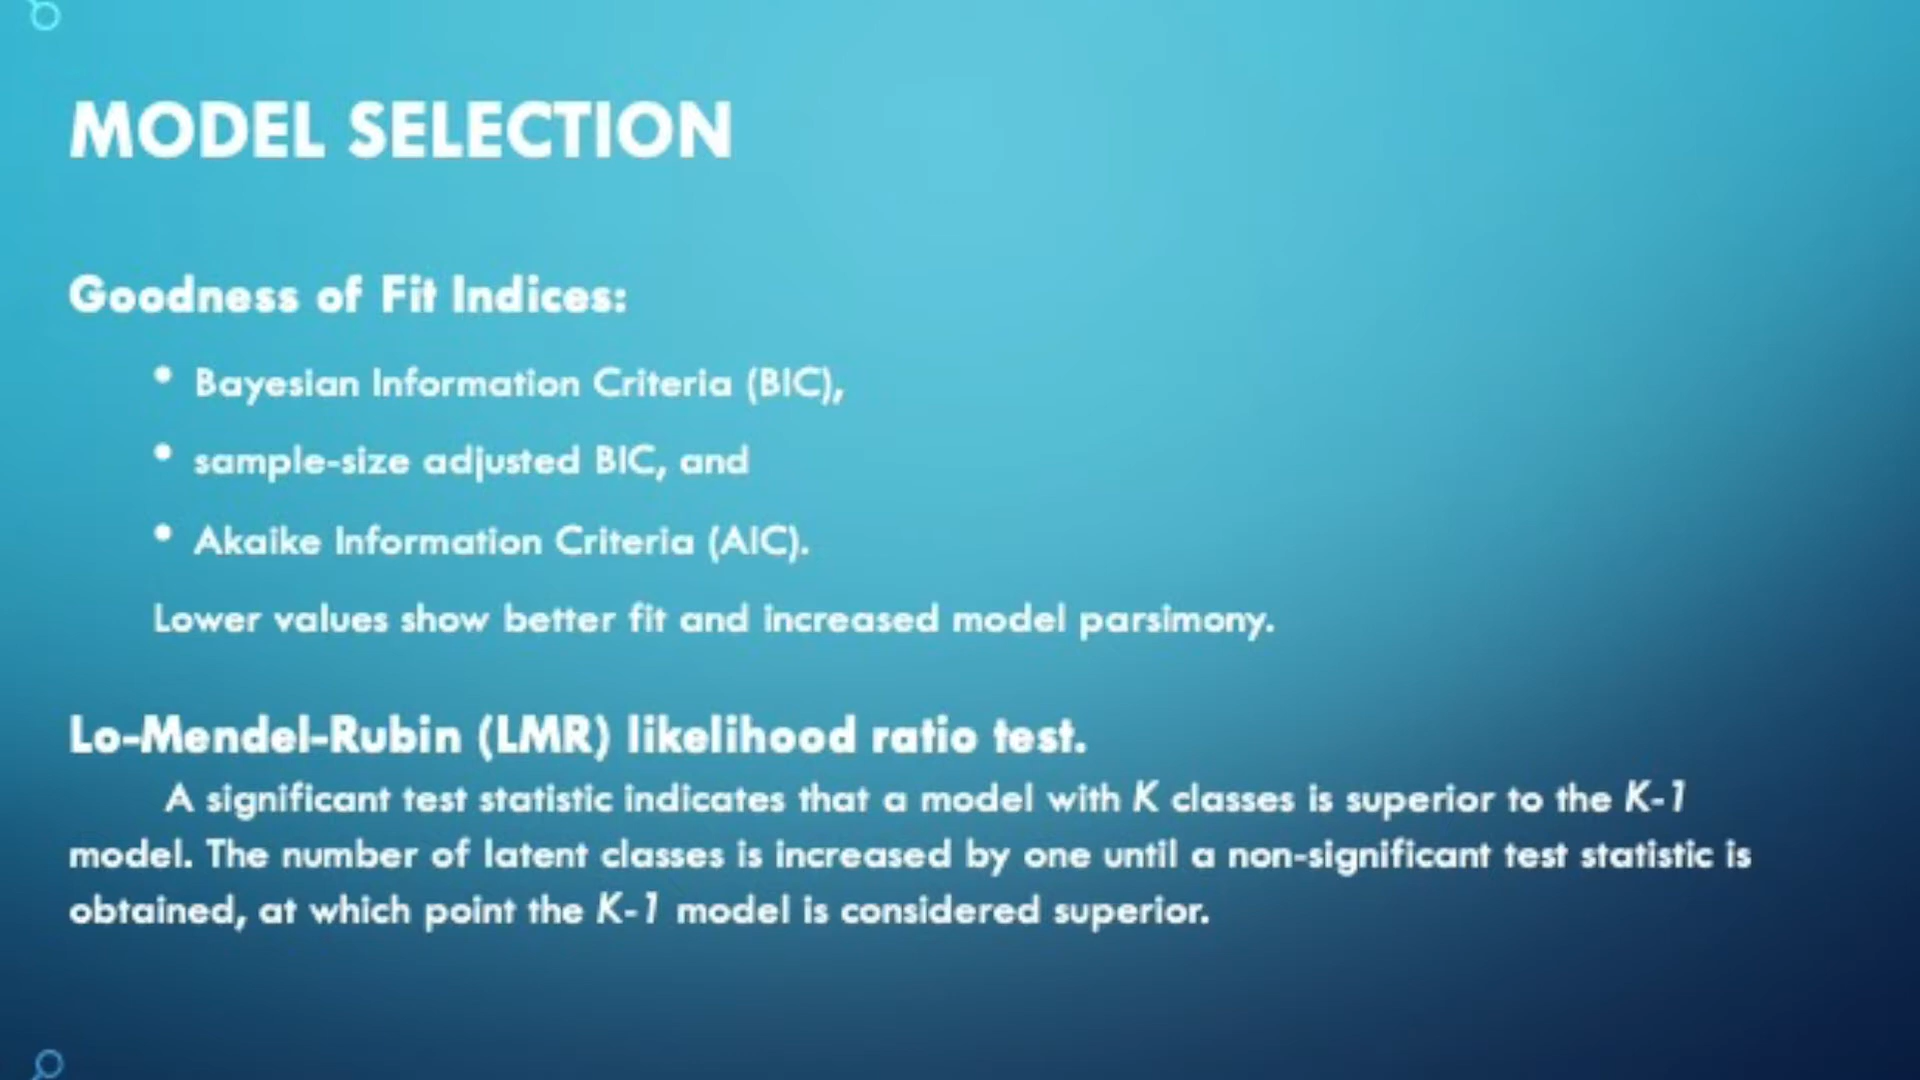 MODEL SELECTION
Goodness of Fit Indices:
• Bayesian Information Criteria (BIC),
• sample-size adjusted BIC, and
• Akaike Information Criteria (AIC).
Lower values show better fit and increased model parsimony.
Lo-Mendel-Rubin (LMR) likelihood ratio test.
A significant test statistic indicates that a model with K classes is superior to the K-1
model. The number of latent classes is increased by one until a non-significant test statistic is
obtained, at which point the K-1 model is considered superior.